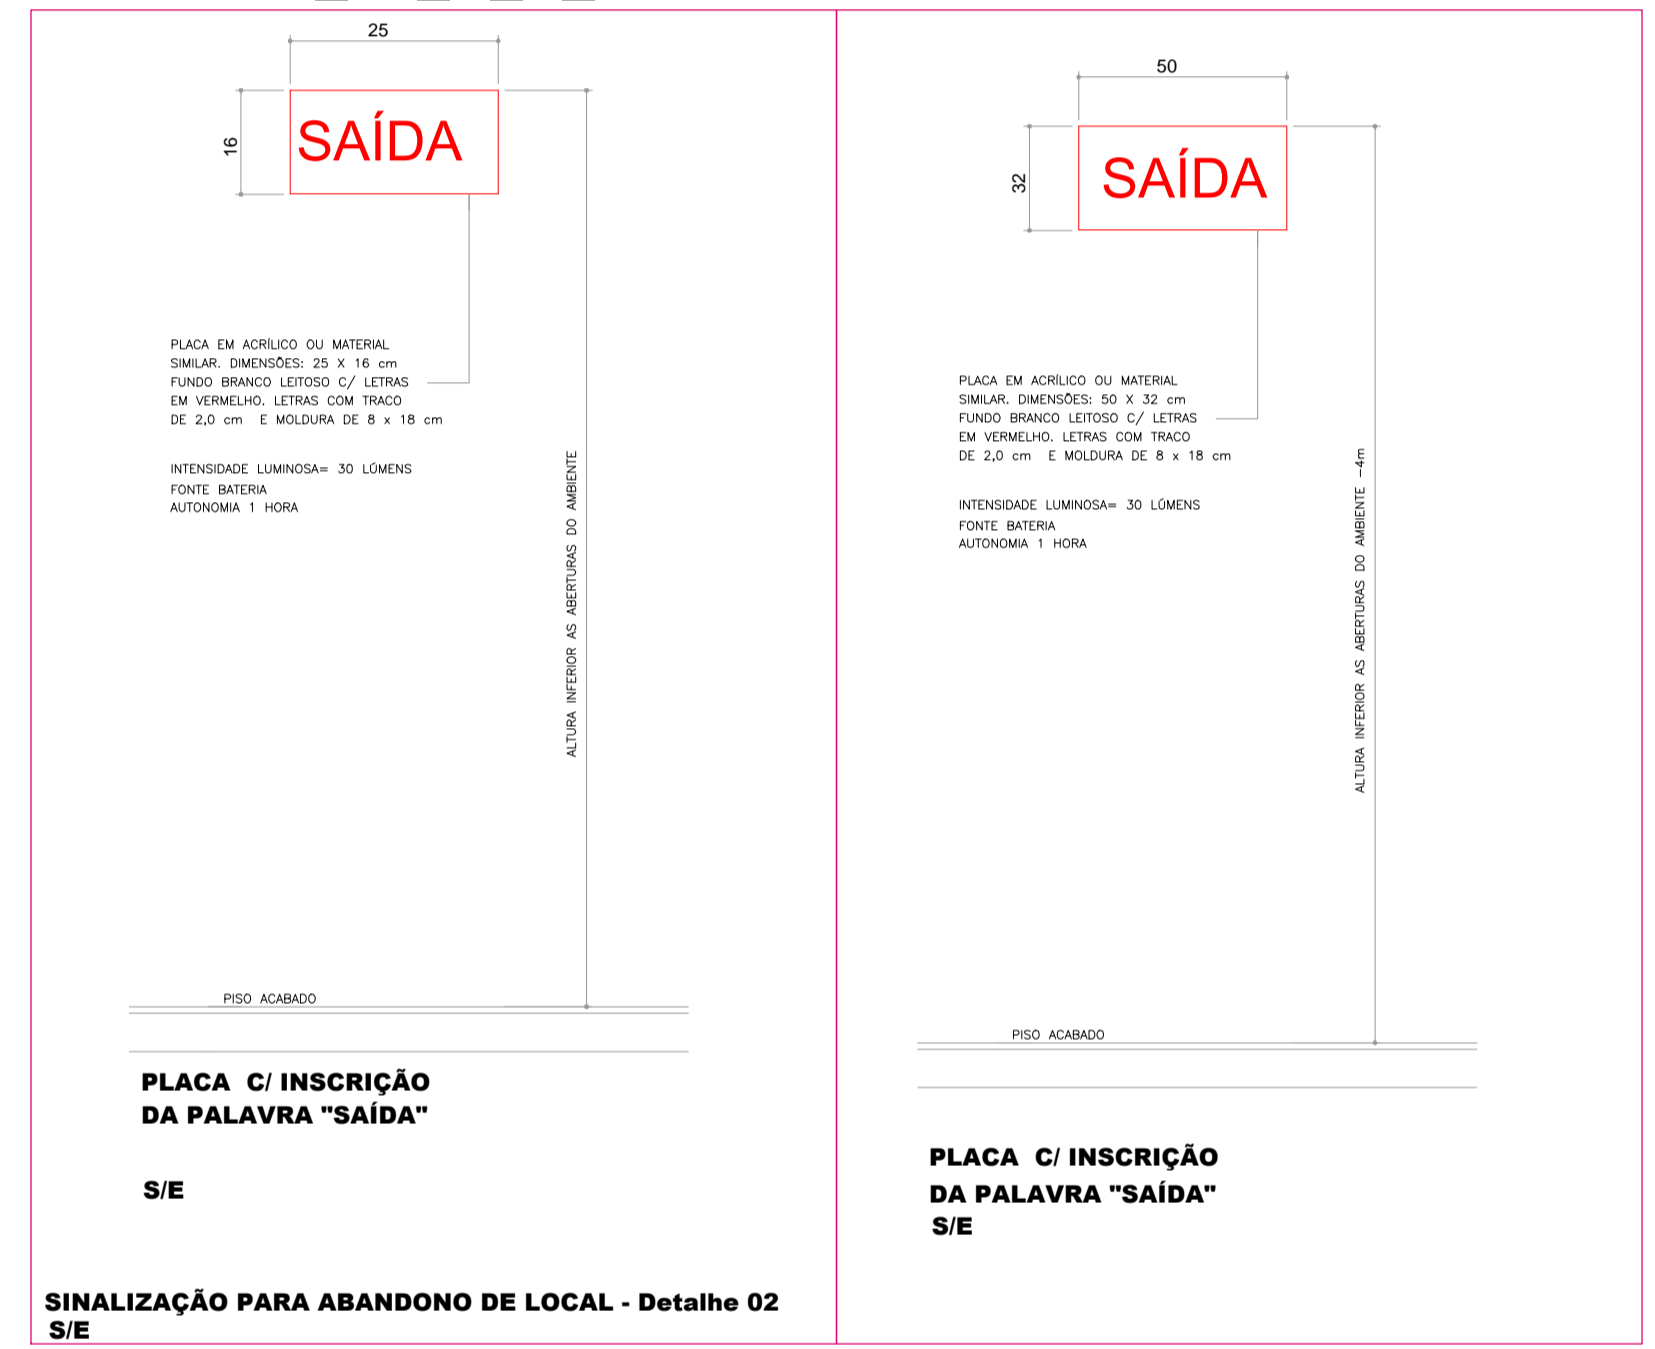 25
16
SAÍDA
PLACA EM ACRÍLICO OU MATERIAL
SIMILAR. DIMENSÕES: 25 X 16 cm
FUNDO BRANCO LEITOSO C/ LETRAS
EM VERMELHO. LETRAS COM TRACO
DE 2,0 cm E MOLDURA DE 8 x 18 cm
INTENSIDADE LUMINOSA= 30 LÚMENS
FONTE BATERIA
AUTONOMIA 1 HORA
ALTURA INFERIOR AS ABERTURAS DO AMBIENTE
PISO ACABADO
PLACA C/ INSCRIÇÃO
DA PALAVRA "SAÍDA"
S/E
SINALIZAÇÃO PARA ABANDONO DE LOCAL - Detalhe 02
S/E
50
32
SAÍDA
PLACA EM ACRÍLICO OU MATERIAL
SIMILAR. DIMENSÕES: 50 X 32 cm
FUNDO BRANCO LEITOSO C/ LETRAS
EM VERMELHO. LETRAS COM TRACO
DE 2,0 cm E MOLDURA DE 8 x 18 cm
INTENSIDADE LUMINOSA= 30 LÚMENS
FONTE BATERIA
AUTONOMIA 1 HORA
ALTURA INFERIOR AS ABERTURAS DO AMBIENTE -4m
PISO ACABADO
PLACA C/ INSCRIÇÃO
DA PALAVRA "SAÍDA"
S/E